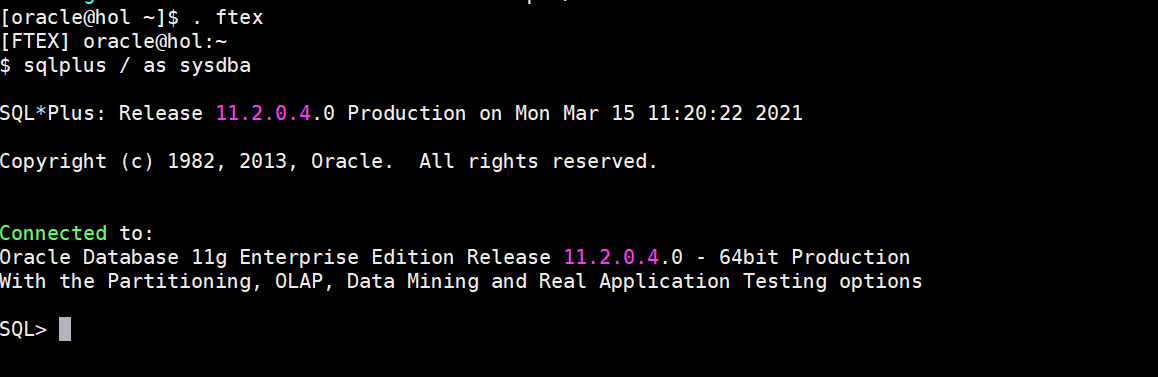 [oracle@hol ~]$ . ftex
[FTEX] oracle@hol:~
$ sqlplus / as sysdba
SQL*Plus: Release 11.2.0.4.0 Production on Mon Mar 15 11:20:22 2021
Copyright (c) 1982, 2013, Oracle.  All rights reserved.
Connected to:
Oracle Database 11g Enterprise Edition Release 11.2.0.4.0 - 64bit Production
With the Partitioning, OLAP, Data Mining and Real Application Testing options
SQL>